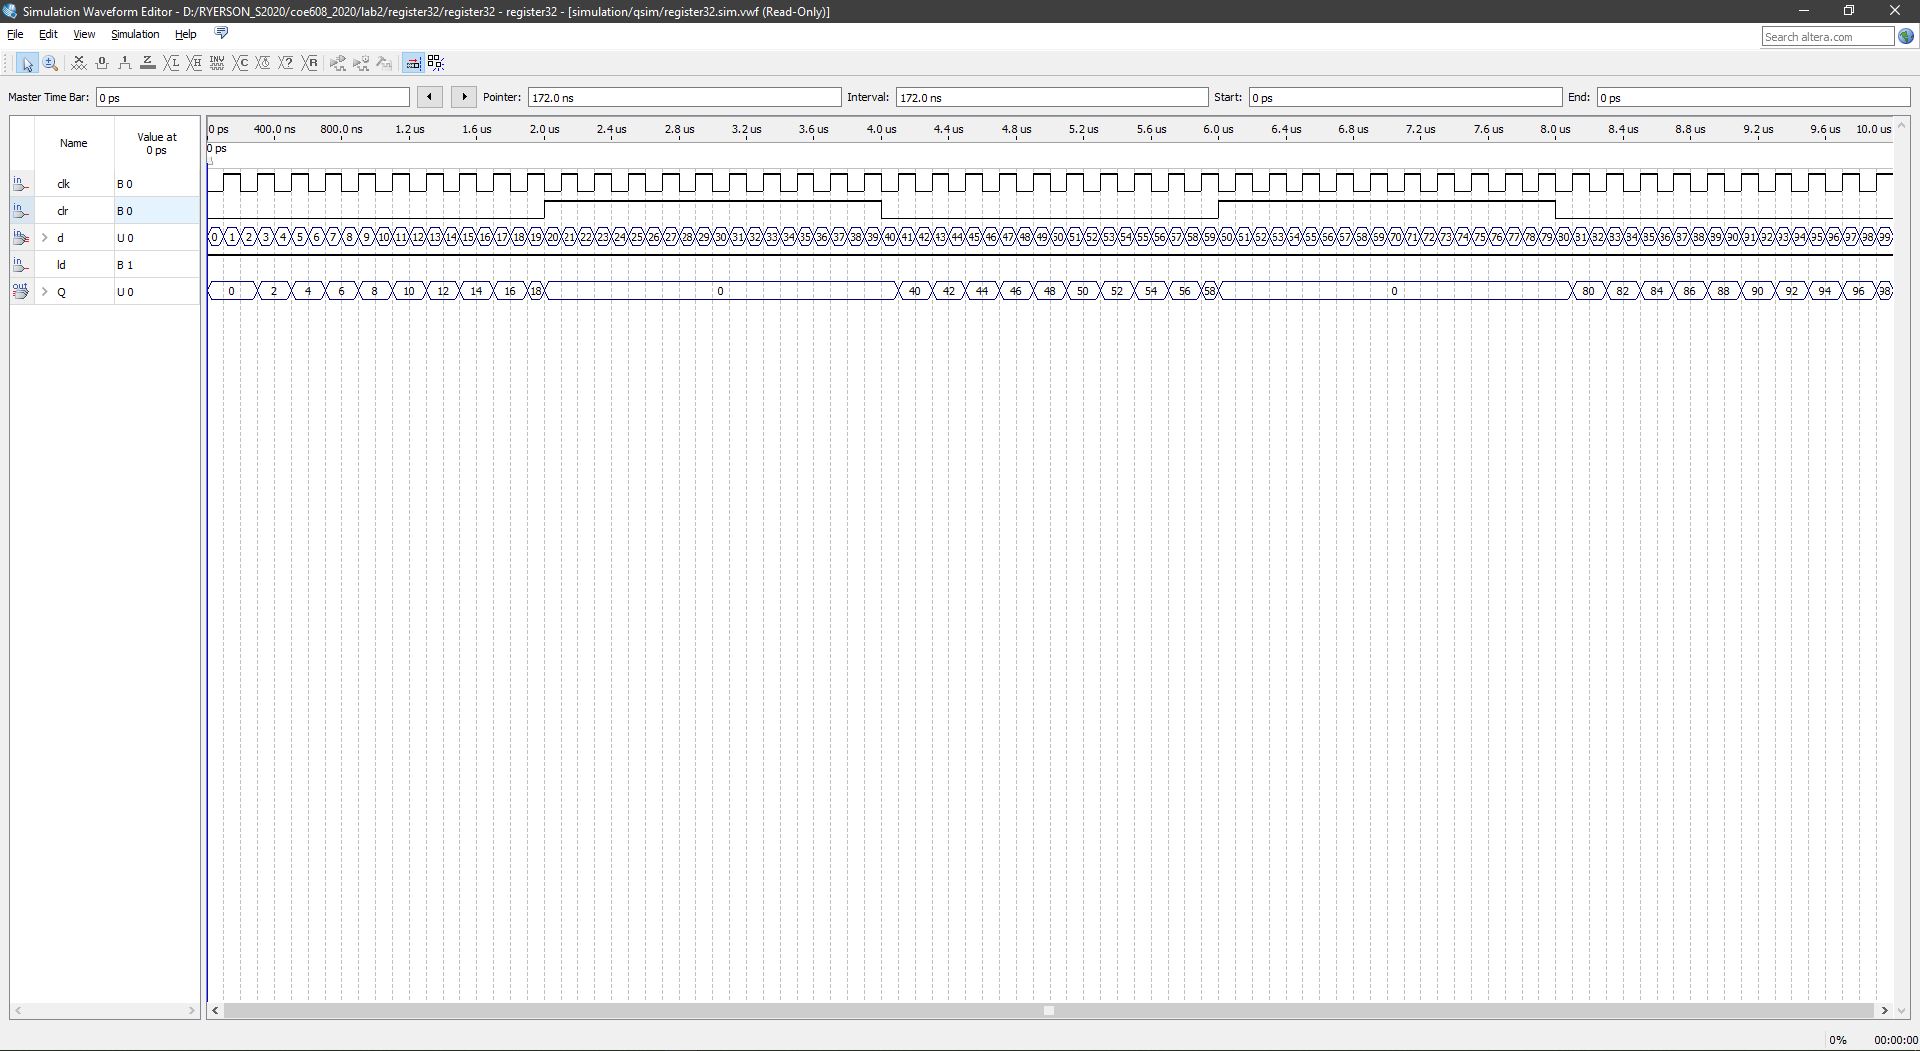 Simulation Waveform Editor - D:/RYERSON_S2020/coe608_2020/lab2/register32/register32 - register32 - [simulation/qsim/register32.sim.vwf (Read-Only)]
File Edit View Simulation Help
Search altera.com
Master Time Bar: 0 ps Pointer: 172.0 ns Interval: 172.0 ns Start: 0 ps End: 0 ps
Name Value at 0 ps
0 ps 400.0 ns 800.0 ns 1.2 us 1.6 us 2.0 us 2.4 us 2.8 us 3.2 us 3.6 us 4.0 us 4.4 us 4.8 us 5.2 us 5.6 us 6.0 us 6.4 us 6.8 us 7.2 us 7.6 us 8.0 us 8.4 us 8.8 us 9.2 us 9.6 us 10.0 us
0 ps
in clk B 0
in clr B 0
in d U 0 0 1 2 3 4 5 6 7 8 9 10 11 12 13 14 15 16 17 18 19 20 21 22 23 24 25 26 27 28 29 30 31 32 33 34 35 36 37 38 39 40 41 42 43 44 45 46 47 48 49 50 51 52 53 54 55 56 57 58 59 60 61 62 63 64 65 66 67 68 69 70 71 72 73 74 75 76 77 78 79 80 81 82 83 84 85 86 87 88 89 90 91 92 93 94 95 96 97 98 99
in ld B 1
out Q U 0 0 2 4 6 8 10 12 14 16 18 0 40 42 44 46 48 50 52 54 56 58 0 80 82 84 86 88 90 92 94 96 98
0% 00:00:00